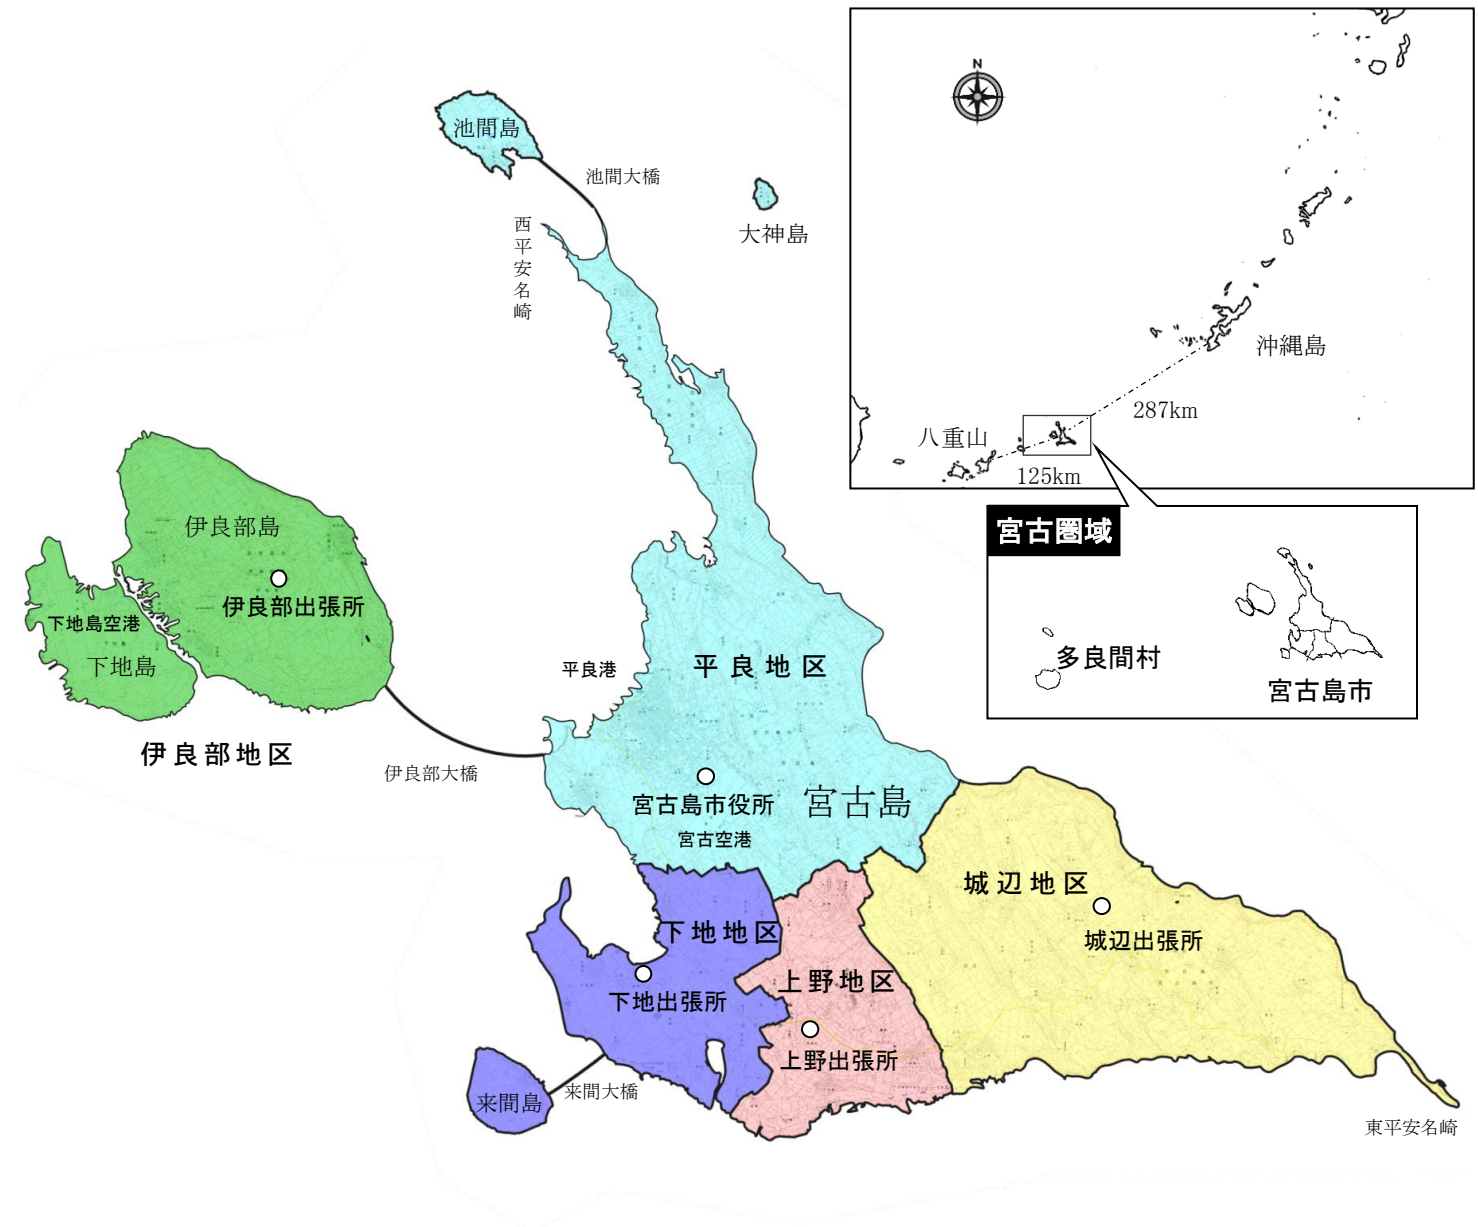 N
沖縄島
287km
八重山
125km
宮古圏域
多良間村
宮古島市
池間島
池間大橋
大神島
西平安名崎
伊良部島
伊良部出張所
下地島空港
下地島
伊良部地区
伊良部大橋
平良港
平良地区
宮古島市役所
宮古島
宮古空港
城辺地区
城辺出張所
下地地区
下地出張所
上野地区
上野出張所
来間島
来間大橋
東平安名崎